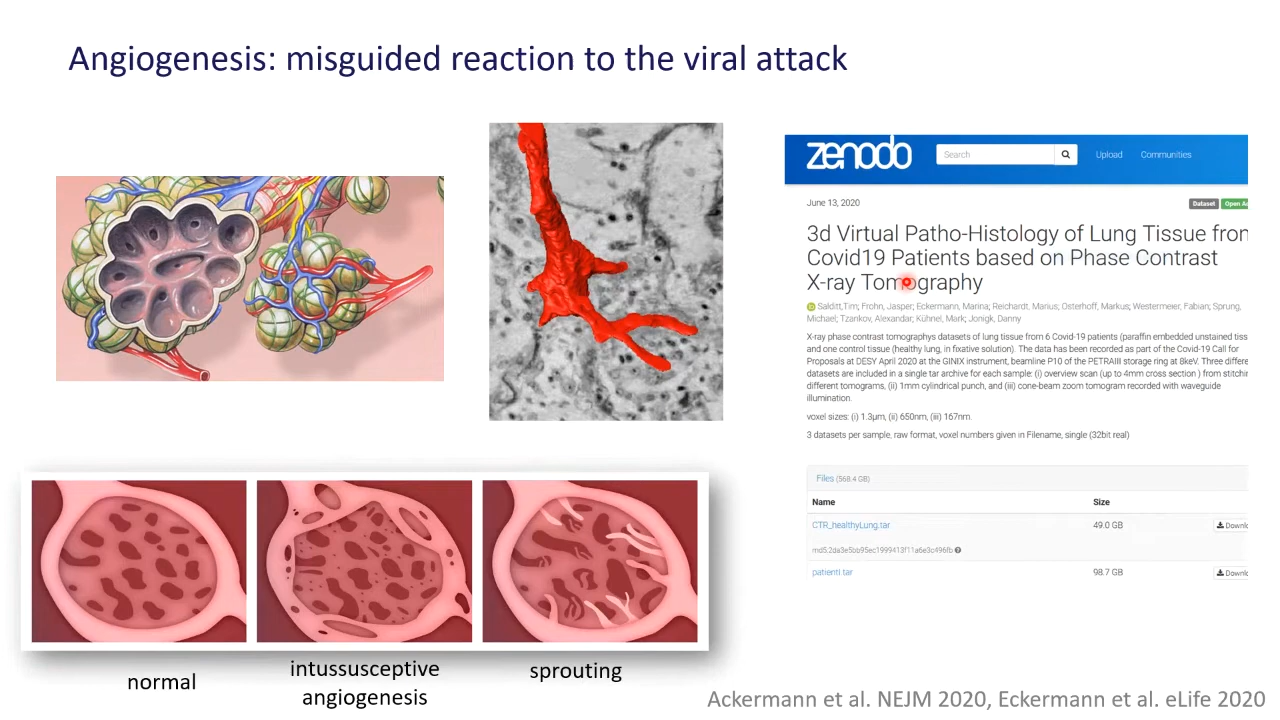 Angiogenesis: misguided reaction to the viral attack
zenodo
Search
Upload
Communities
June 13, 2020
Dataset
Open
3d Virtual Patho-Histology of Lung Tissue from
Covid19 Patients based on Phase Contrast
X-ray Tomography
Salditt,Tim; Frohn, Jasper; Eckermann, Marina; Reichardt, Marius; Osterhoff, Markus; Westermeier, Fabian; Sprung,
Michael; Tzankov, Alexandar; Kühnel, Mark; Jonigk, Danny
X-ray phase contrast tomographys datasets of lung tissue from 6 Covid-19 patients (paraffin embedded unstained tiss
and one control tissue (healthy lung, in fixative solution). The data has been recorded as part of the Covid-19 Call for
Proposals at DESY April 2020 at the GINIX instrument, beamline P10 of the PETRAIII storage ring at 8keV. Three differe
datasets are included in a single tar archive for each sample: (i) overview scan (up to 4mm cross section ) from stitchin
different tomograms, (ii) 1mm cylindrical punch, and (iii) cone-beam zoom tomogram recorded with waveguide
illumination.
voxel sizes: (i) 1.3µm, (ii) 650nm, (iii) 167nm.
3 datasets per sample, raw format, voxel numbers given in Filename, single (32bit real)
Files (568.4 GB)
Name
Size
CTR_healthyLung.tar
49.0 GB
Downlo
patientI.tar
98.7 GB
Downlo
normal
intussusceptive
angiogenesis
sprouting
Ackermann et al. NEJM 2020, Eckermann et al. eLife 2020